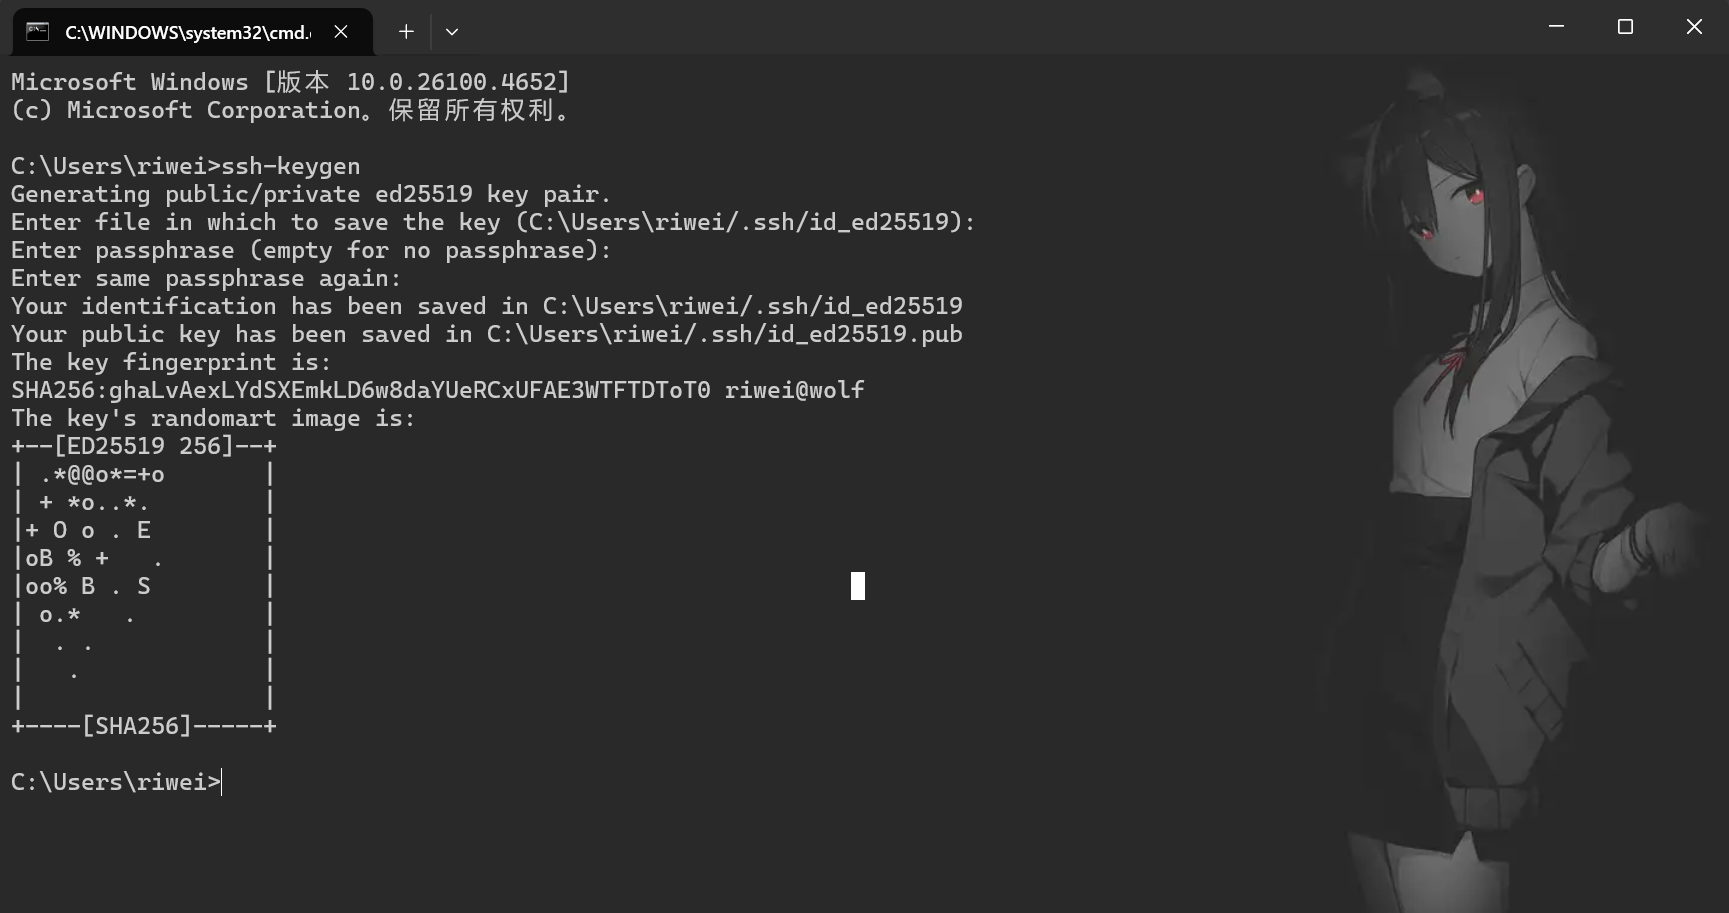 C:\WINDOWS\system32\cmd.
Microsoft Windows [版本 10.0.26100.4652]
(c) Microsoft Corporation。保留所有权利。
C:\Users\riwei>ssh-keygen
Generating public/private ed25519 key pair.
Enter file in which to save the key (C:\Users\riwei/.ssh/id_ed25519):
Enter passphrase (empty for no passphrase):
Enter same passphrase again:
Your identification has been saved in C:\Users\riwei/.ssh/id_ed25519
Your public key has been saved in C:\Users\riwei/.ssh/id_ed25519.pub
The key fingerprint is:
SHA256:ghaLvAexLYdSXEmkLD6w8daYUeRCxUFAE3WTFTDToT0 riwei@wolf
The key's randomart image is:
+--[ED25519 256]--+
| .*@@o*=+o       |
| + *o..*.        |
|+ O o . E        |
|oB % +   .       |
|oo% B . S        |
| o.*   .         |
|  . .            |
|   .             |
|                 |
+----[SHA256]-----+
C:\Users\riwei>